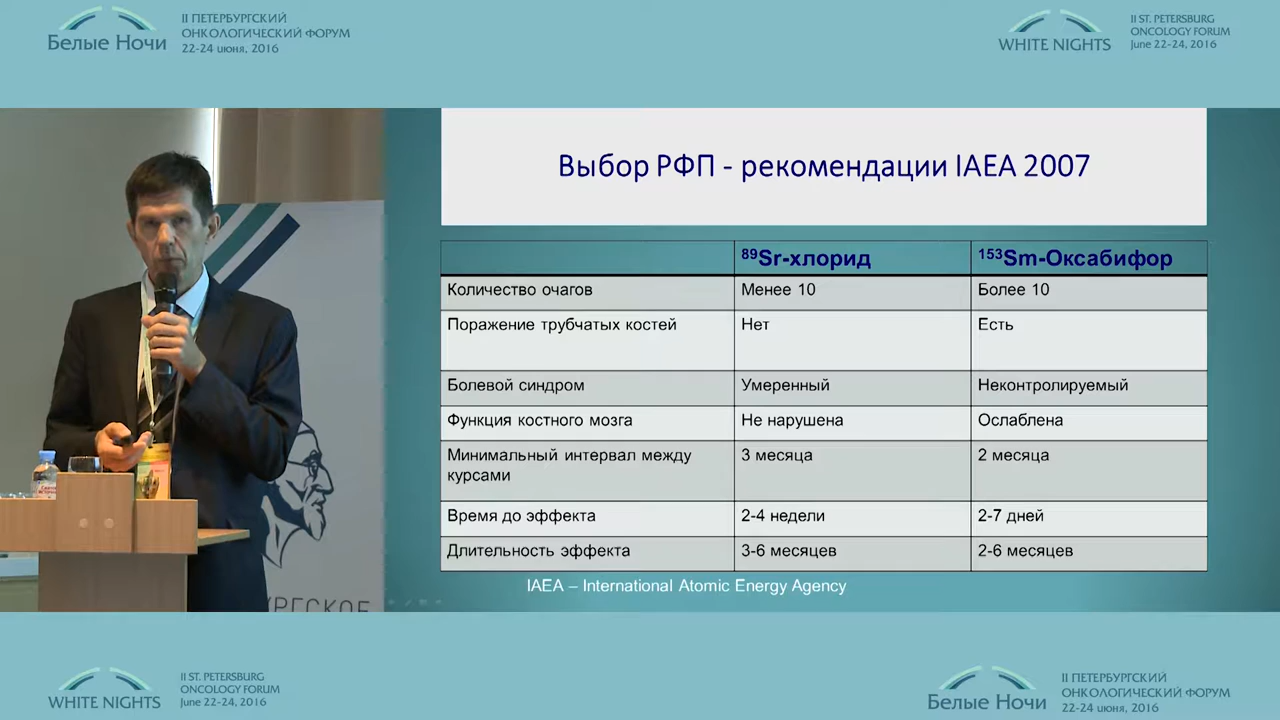 II ПЕТЕРБУРГСКИЙ
ОНКОЛОГИЧЕСКИЙ ФОРУМ
Белые Ночи
22-24 июня, 2016
II ST. PETERSBURG
ONCOLOGY FORUM
WHITE NIGHTS
June 22-24, 2016
Выбор РФП - рекомендации IAEA 2007
89Sr-хлорид 153Sm-Оксабифор
Количество очагов Менее 10 Более 10
Поражение трубчатых костей Нет Есть
Болевой синдром Умеренный Неконтролируемый
Функция костного мозга Не нарушена Ослаблена
Минимальный интервал между 3 месяца 2 месяца
курсами
Время до эффекта 2-4 недели 2-7 дней
Длительность эффекта 3-6 месяцев 2-6 месяцев
IAEA – International Atomic Energy Agency
II ST. PETERSBURG
ONCOLOGY FORUM
WHITE NIGHTS
June 22-24, 2016
II ПЕТЕРБУРГСКИЙ
ОНКОЛОГИЧЕСКИЙ ФОРУМ
Белые Ночи
22-24 июня, 2016